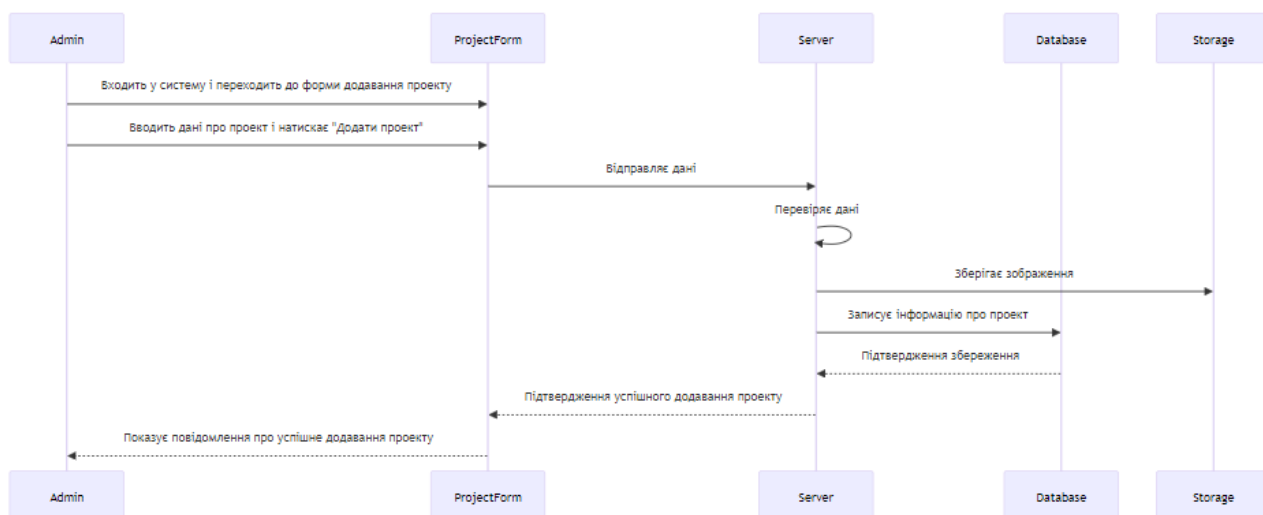 Admin
ProjectForm
Server
Database
Storage
Входить у систему і переходить до форми додавання проекту
Вводить дані про проект і натискає "Додати проект"
Відправляє дані
Перевіряє дані
Зберігає зображення
Записує інформацію про проект
Підтвердження збереження
Підтвердження успішного додавання проекту
Показує повідомлення про успішне додавання проекту
Admin
ProjectForm
Server
Database
Storage